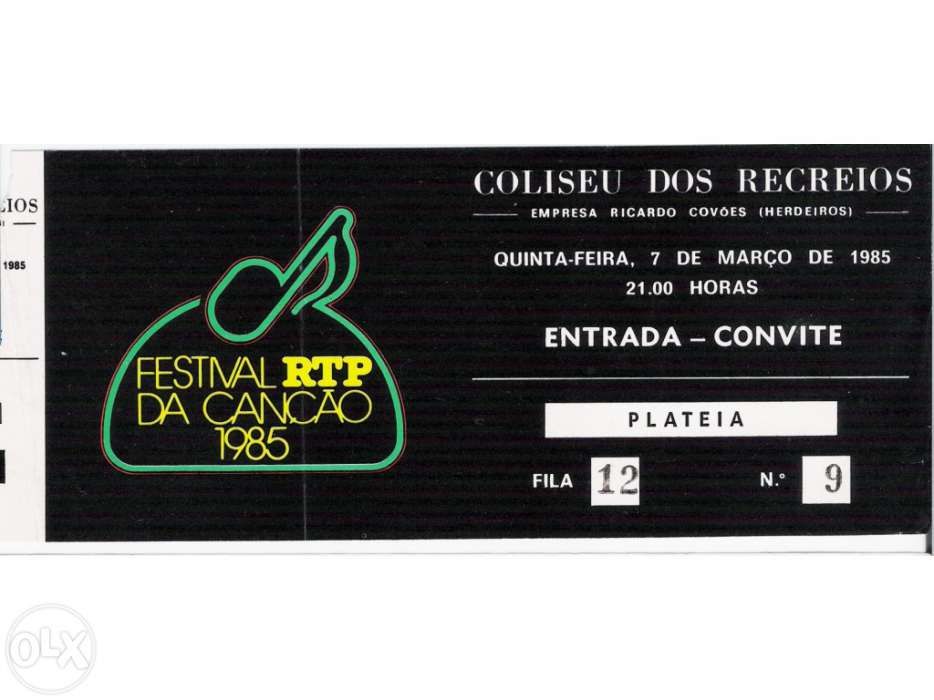 EIOS
1985
COLISEU DOS RECREIOS
EMPRESA RICARDO COVÕES (HERDEIROS)
QUINTA-FEIRA, 7 DE MARÇO DE 1985
21.00 HORAS
ENTRADA – CONVITE
FESTIVAL RTP
DA CANÇÃO
1985
PLATEIA
FILA 12 N.º 9
OLX